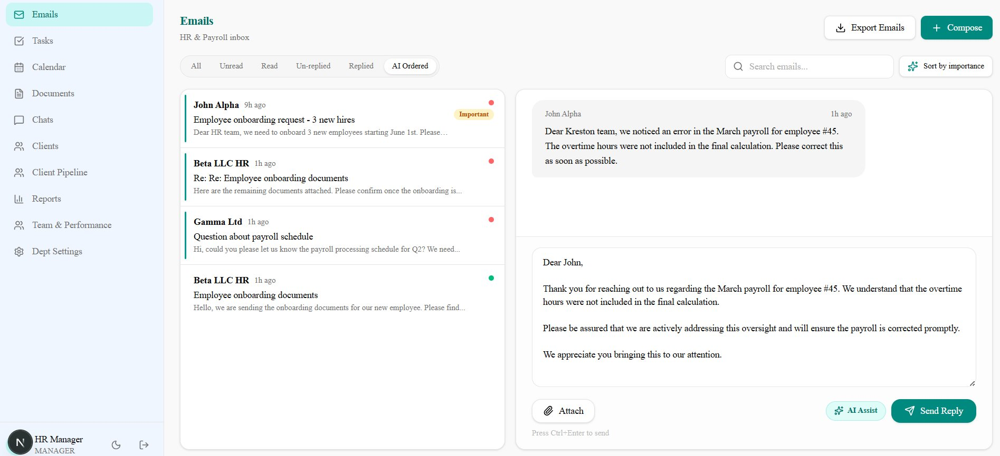 Emails
Tasks
Calendar
Documents
Chats
Clients
Client Pipeline
Reports
Team & Performance
Dept Settings
N
HR Manager
MANAGER
Emails
HR & Payroll inbox
Export Emails
Compose
All
Unread
Read
Un-replied
Replied
AI Ordered
Search emails...
Sort by importance
John Alpha 9h ago
Important
Employee onboarding request - 3 new hires
Dear HR team, we need to onboard 3 new employees starting June 1st. Please…
Beta LLC HR 1h ago
Re: Re: Employee onboarding documents
Here are the remaining documents attached. Please confirm once the onboarding is...
Gamma Ltd 1h ago
Question about payroll schedule
Hi, could you please let us know the payroll processing schedule for Q2? We need...
Beta LLC HR 1h ago
Employee onboarding documents
Hello, we are sending the onboarding documents for our new employee. Please find...
John Alpha 1h ago
Dear Kreston team, we noticed an error in the March payroll for employee #45.
The overtime hours were not included in the final calculation. Please correct this
as soon as possible.
Dear John,
Thank you for reaching out to us regarding the March payroll for employee #45. We understand that the overtime
hours were not included in the final calculation.
Please be assured that we are actively addressing this oversight and will ensure the payroll is corrected promptly.
We appreciate you bringing this to our attention.
Attach
AI Assist
Send Reply
Press Ctrl+Enter to send